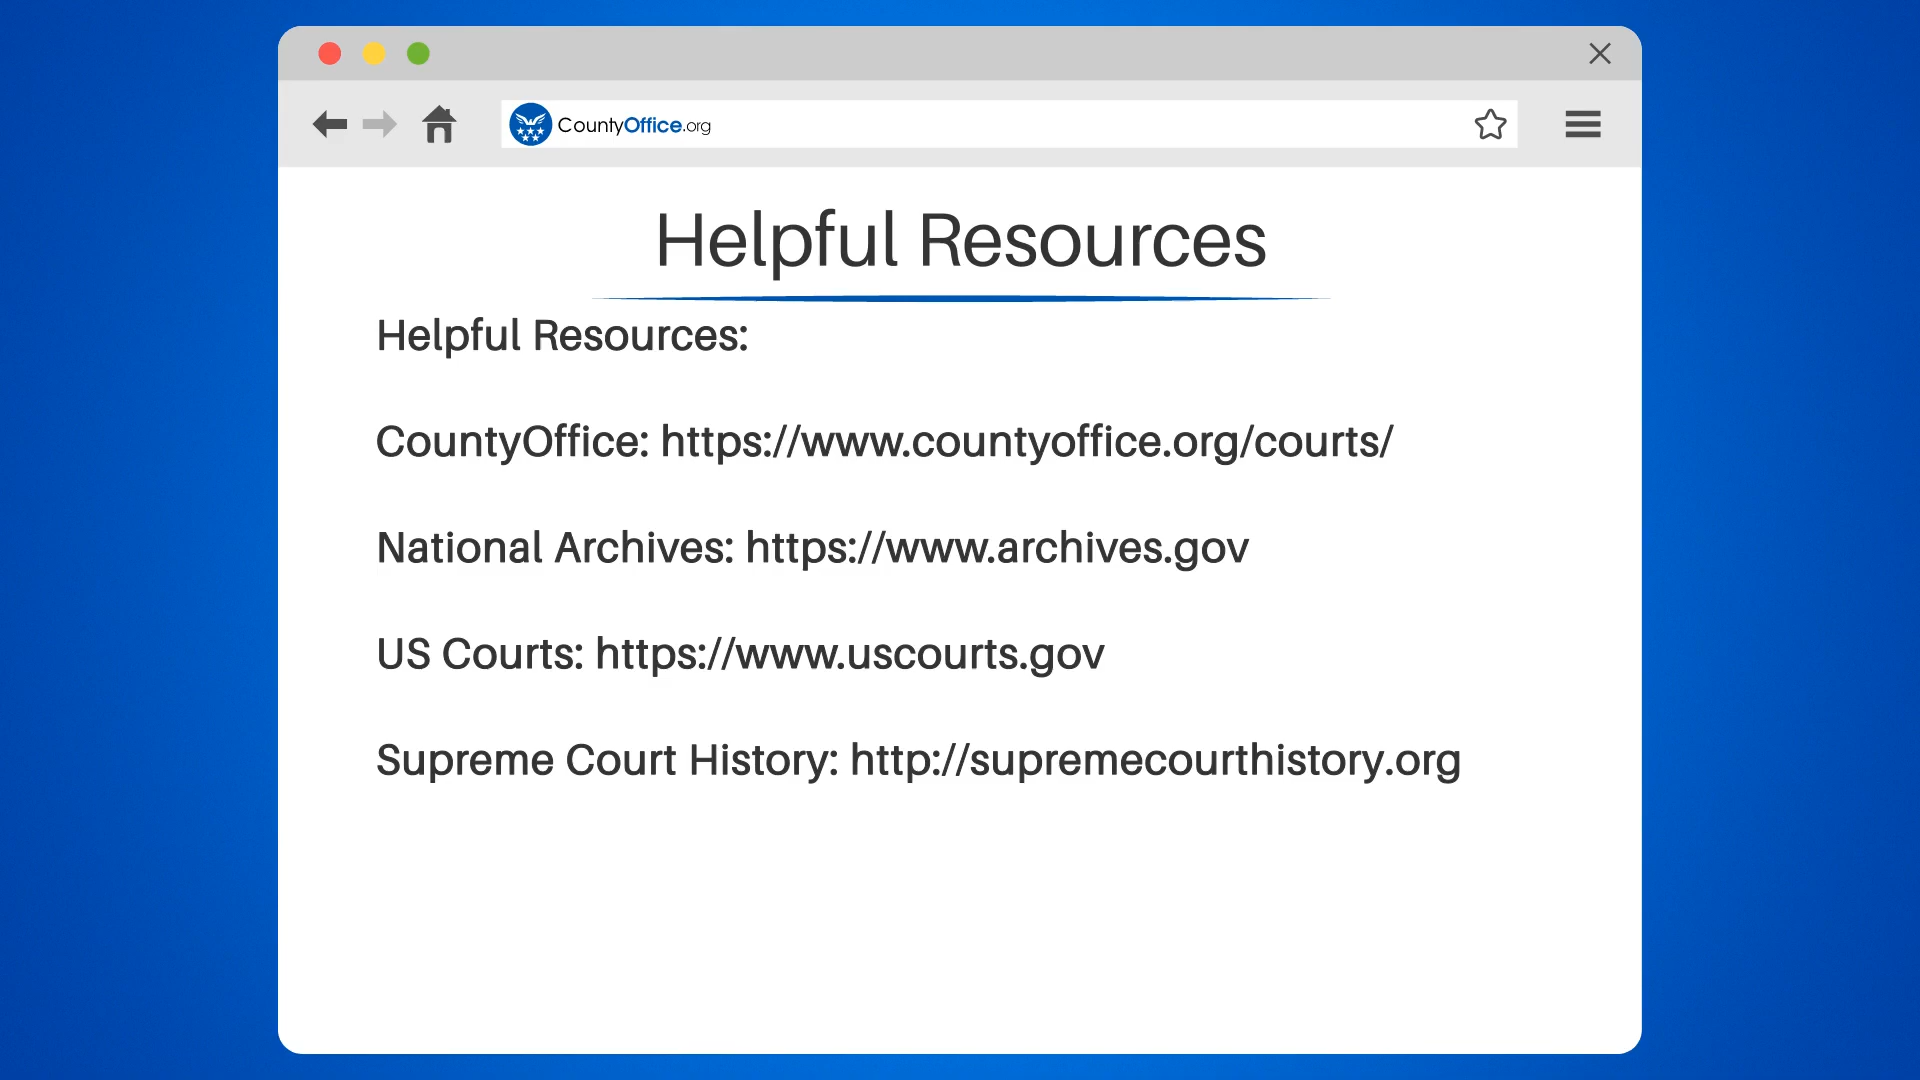 CountyOffice.org
Helpful Resources
Helpful Resources:
CountyOffice: https://www.countyoffice.org/courts/
National Archives: https://www.archives.gov
US Courts: https://www.uscourts.gov
Supreme Court History: http://supremecourthistory.org